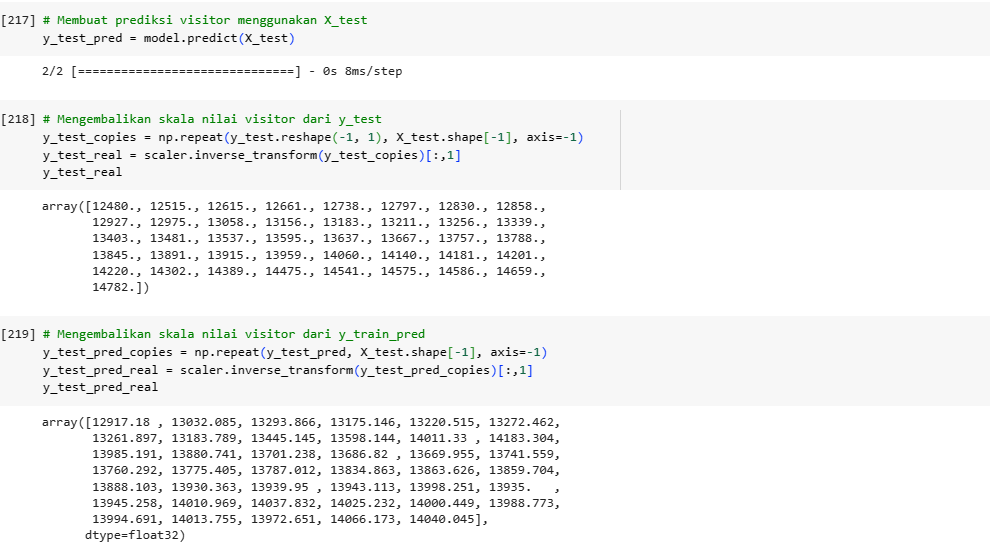 [217] # Membuat prediksi visitor menggunakan X_test
y_test_pred = model.predict(X_test)
2/2 [==============================] - 0s 8ms/step
[218] # Mengembalikan skala nilai visitor dari y_test
y_test_copies = np.repeat(y_test.reshape(-1, 1), X_test.shape[-1], axis=-1)
y_test_real = scaler.inverse_transform(y_test_copies)[:,1]
y_test_real
array([12480., 12515., 12615., 12661., 12738., 12797., 12830., 12858.,
12927., 12975., 13058., 13156., 13183., 13211., 13256., 13339.,
13403., 13481., 13537., 13595., 13637., 13667., 13757., 13788.,
13845., 13891., 13915., 13959., 14060., 14140., 14181., 14201.,
14220., 14302., 14389., 14475., 14541., 14575., 14586., 14659.,
14782.])
[219] # Mengembalikan skala nilai visitor dari y_train_pred
y_test_pred_copies = np.repeat(y_test_pred, X_test.shape[-1], axis=-1)
y_test_pred_real = scaler.inverse_transform(y_test_pred_copies)[:,1]
y_test_pred_real
array([12917.18 , 13032.085, 13293.866, 13175.146, 13220.515, 13272.462,
13261.897, 13183.789, 13445.145, 13598.144, 14011.33 , 14183.304,
13985.191, 13880.741, 13701.238, 13686.82 , 13669.955, 13741.559,
13760.292, 13775.405, 13787.012, 13834.863, 13863.626, 13859.704,
13888.103, 13930.363, 13939.95 , 13943.113, 13998.251, 13935.   ,
13945.258, 14010.969, 14037.832, 14025.232, 14000.449, 13988.773,
13994.691, 14013.755, 13972.651, 14066.173, 14040.045],
dtype=float32)